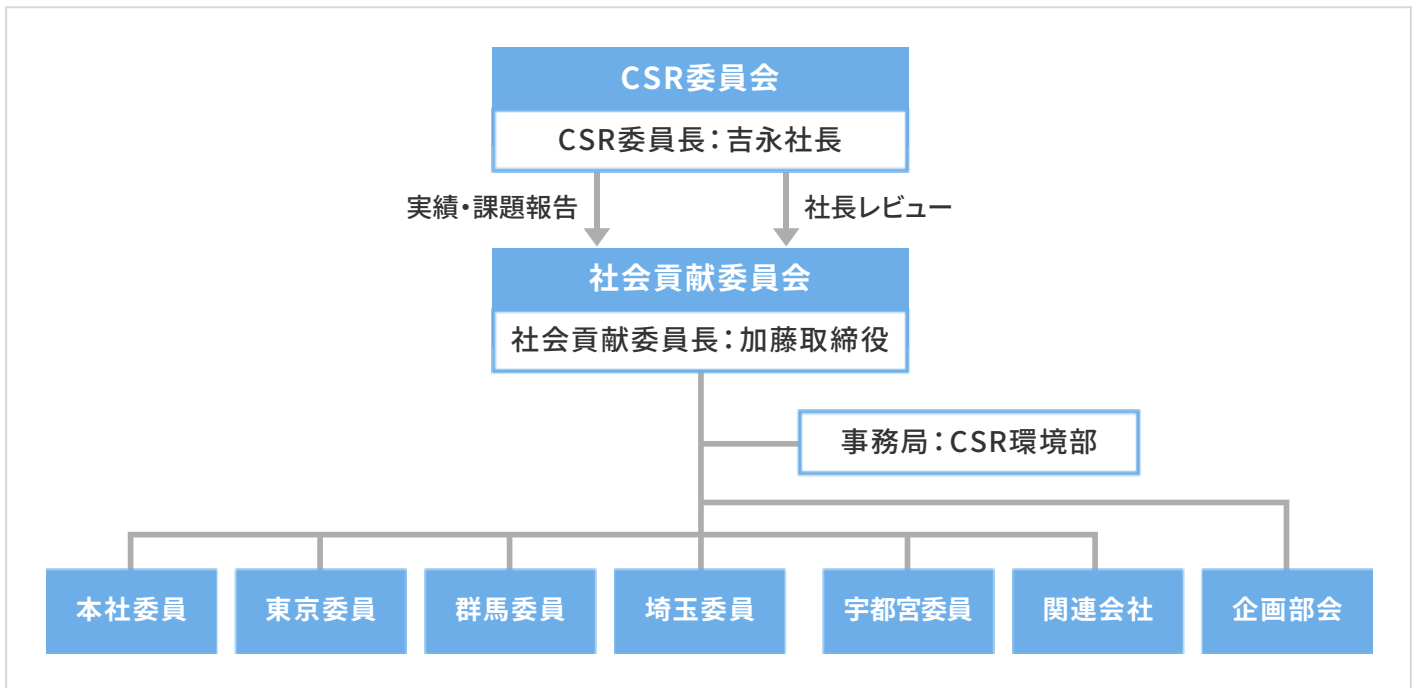 CSR委員会
CSR委員長：吉永社長
実績・課題報告
社長レビュー
社会貢献委員会
社会貢献委員長：加藤取締役
事務局：CSR環境部
本社委員
東京委員
群馬委員
埼玉委員
宇都宮委員
関連会社
企画部会